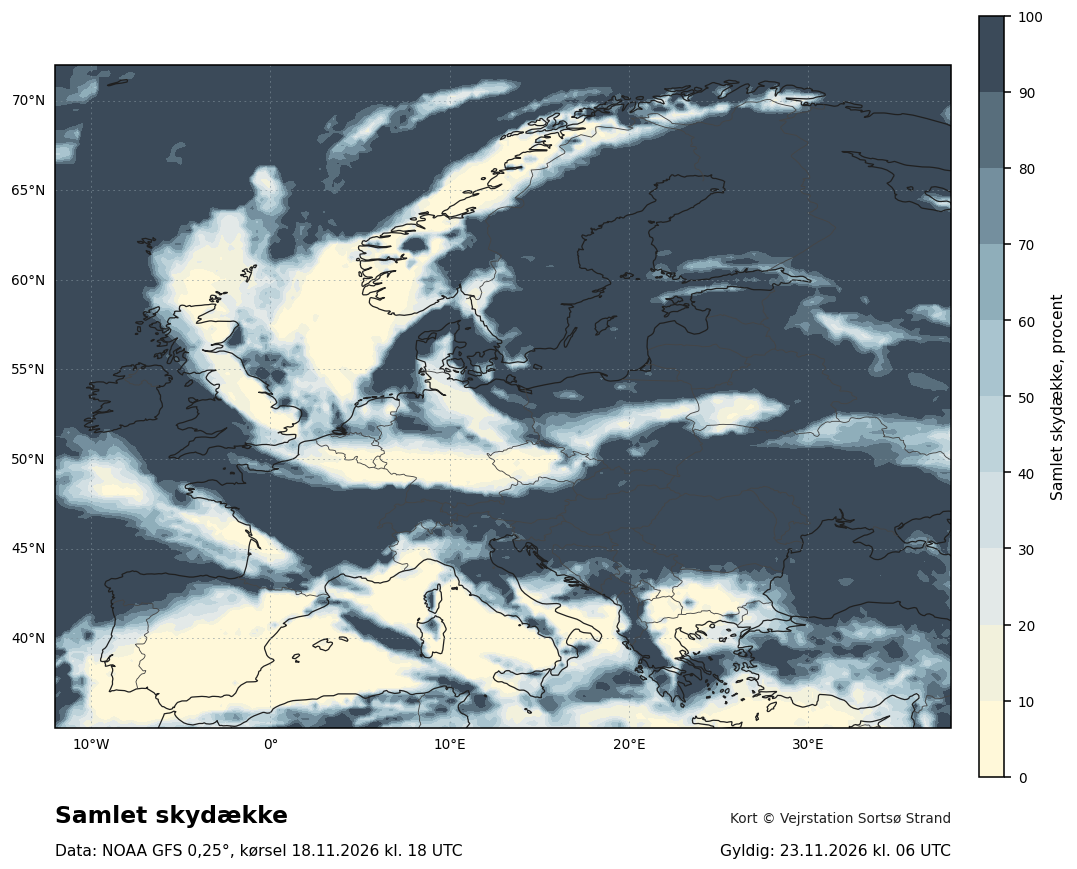 100
90
80
70
60
50
40
30
20
10
0
Samlet skydække, procent
70°N
65°N
60°N
55°N
50°N
45°N
40°N
10°W
0°
10°E
20°E
30°E
Samlet skydække
Kort © Vejrstation Sortsø Strand
Data: NOAA GFS 0,25°, kørsel 18.11.2026 kl. 18 UTC
Gyldig: 23.11.2026 kl. 06 UTC